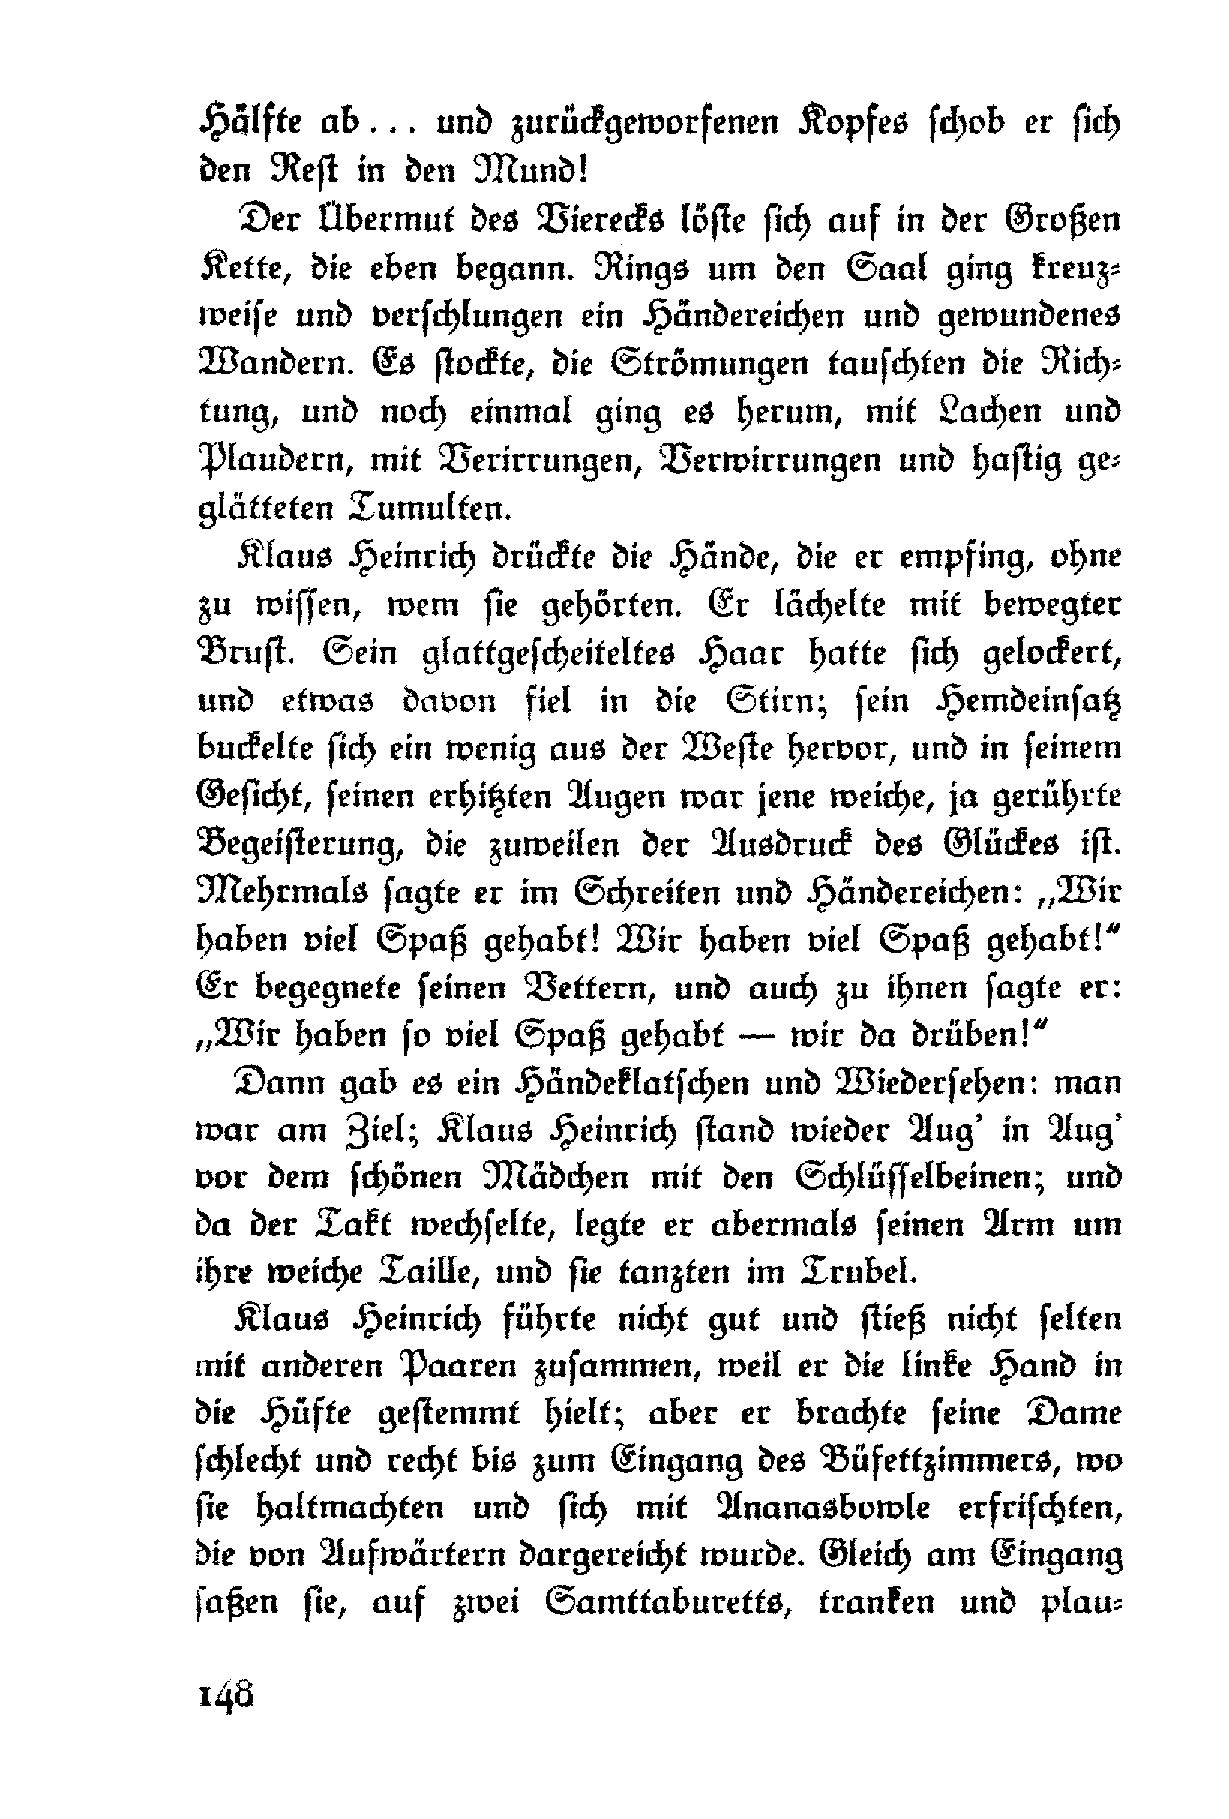 Hälfte ab... und zurückgeworfenen Kopfes schob er sich
den Rest in den Mund!
Der Übermut des Vierecks löste sich auf in der Großen
Kette, die eben begann. Rings um den Saal ging kreuz-
weise und verschlungen ein Händereichen und gewundenes
Wandern. Es stockte, die Strömungen tauschten die Rich-
tung, und noch einmal ging es herum, mit Lachen und
Plaudern, mit Verirrungen, Verwirrungen und hastig ge-
glätteten Tumulten.
Klaus Heinrich drückte die Hände, die er empfing, ohne
zu wissen, wem sie gehörten. Er lächelte mit bewegter
Brust. Sein glattgescheiteltes Haar hatte sich gelockert,
und etwas davon fiel in die Stirn; sein Hemdeinsatz
buckelte sich ein wenig aus der Weste hervor, und in seinem
Gesicht, seinen erhitzten Augen war jene weiche, ja gerührte
Begeisterung, die zuweilen der Ausdruck des Glückes ist.
Mehrmals sagte er im Schreiten und Händereichen: „Wir
haben viel Spaß gehabt! Wir haben viel Spaß gehabt!“
Er begegnete seinen Vettern, und auch zu ihnen sagte er:
„Wir haben so viel Spaß gehabt — wir da drüben!“
Dann gab es ein Händeklatschen und Wiedersehen: man
war am Ziel; Klaus Heinrich stand wieder Aug’ in Aug’
vor dem schönen Mädchen mit den Schlüsselbeinen; und
da der Takt wechselte, legte er abermals seinen Arm um
ihre weiche Taille, und sie tanzten im Trubel.
Klaus Heinrich führte nicht gut und stieß nicht selten
mit anderen Paaren zusammen, weil er die linke Hand in
die Hüfte gestemmt hielt; aber er brachte seine Dame
schlecht und recht bis zum Eingang des Büfettzimmers, wo
sie haltmachten und sich mit Ananasbowle erfrischten,
die von Aufwärtern dargereicht wurde. Gleich am Eingang
saßen sie, auf zwei Samttaburetts, tranken und plau-
148